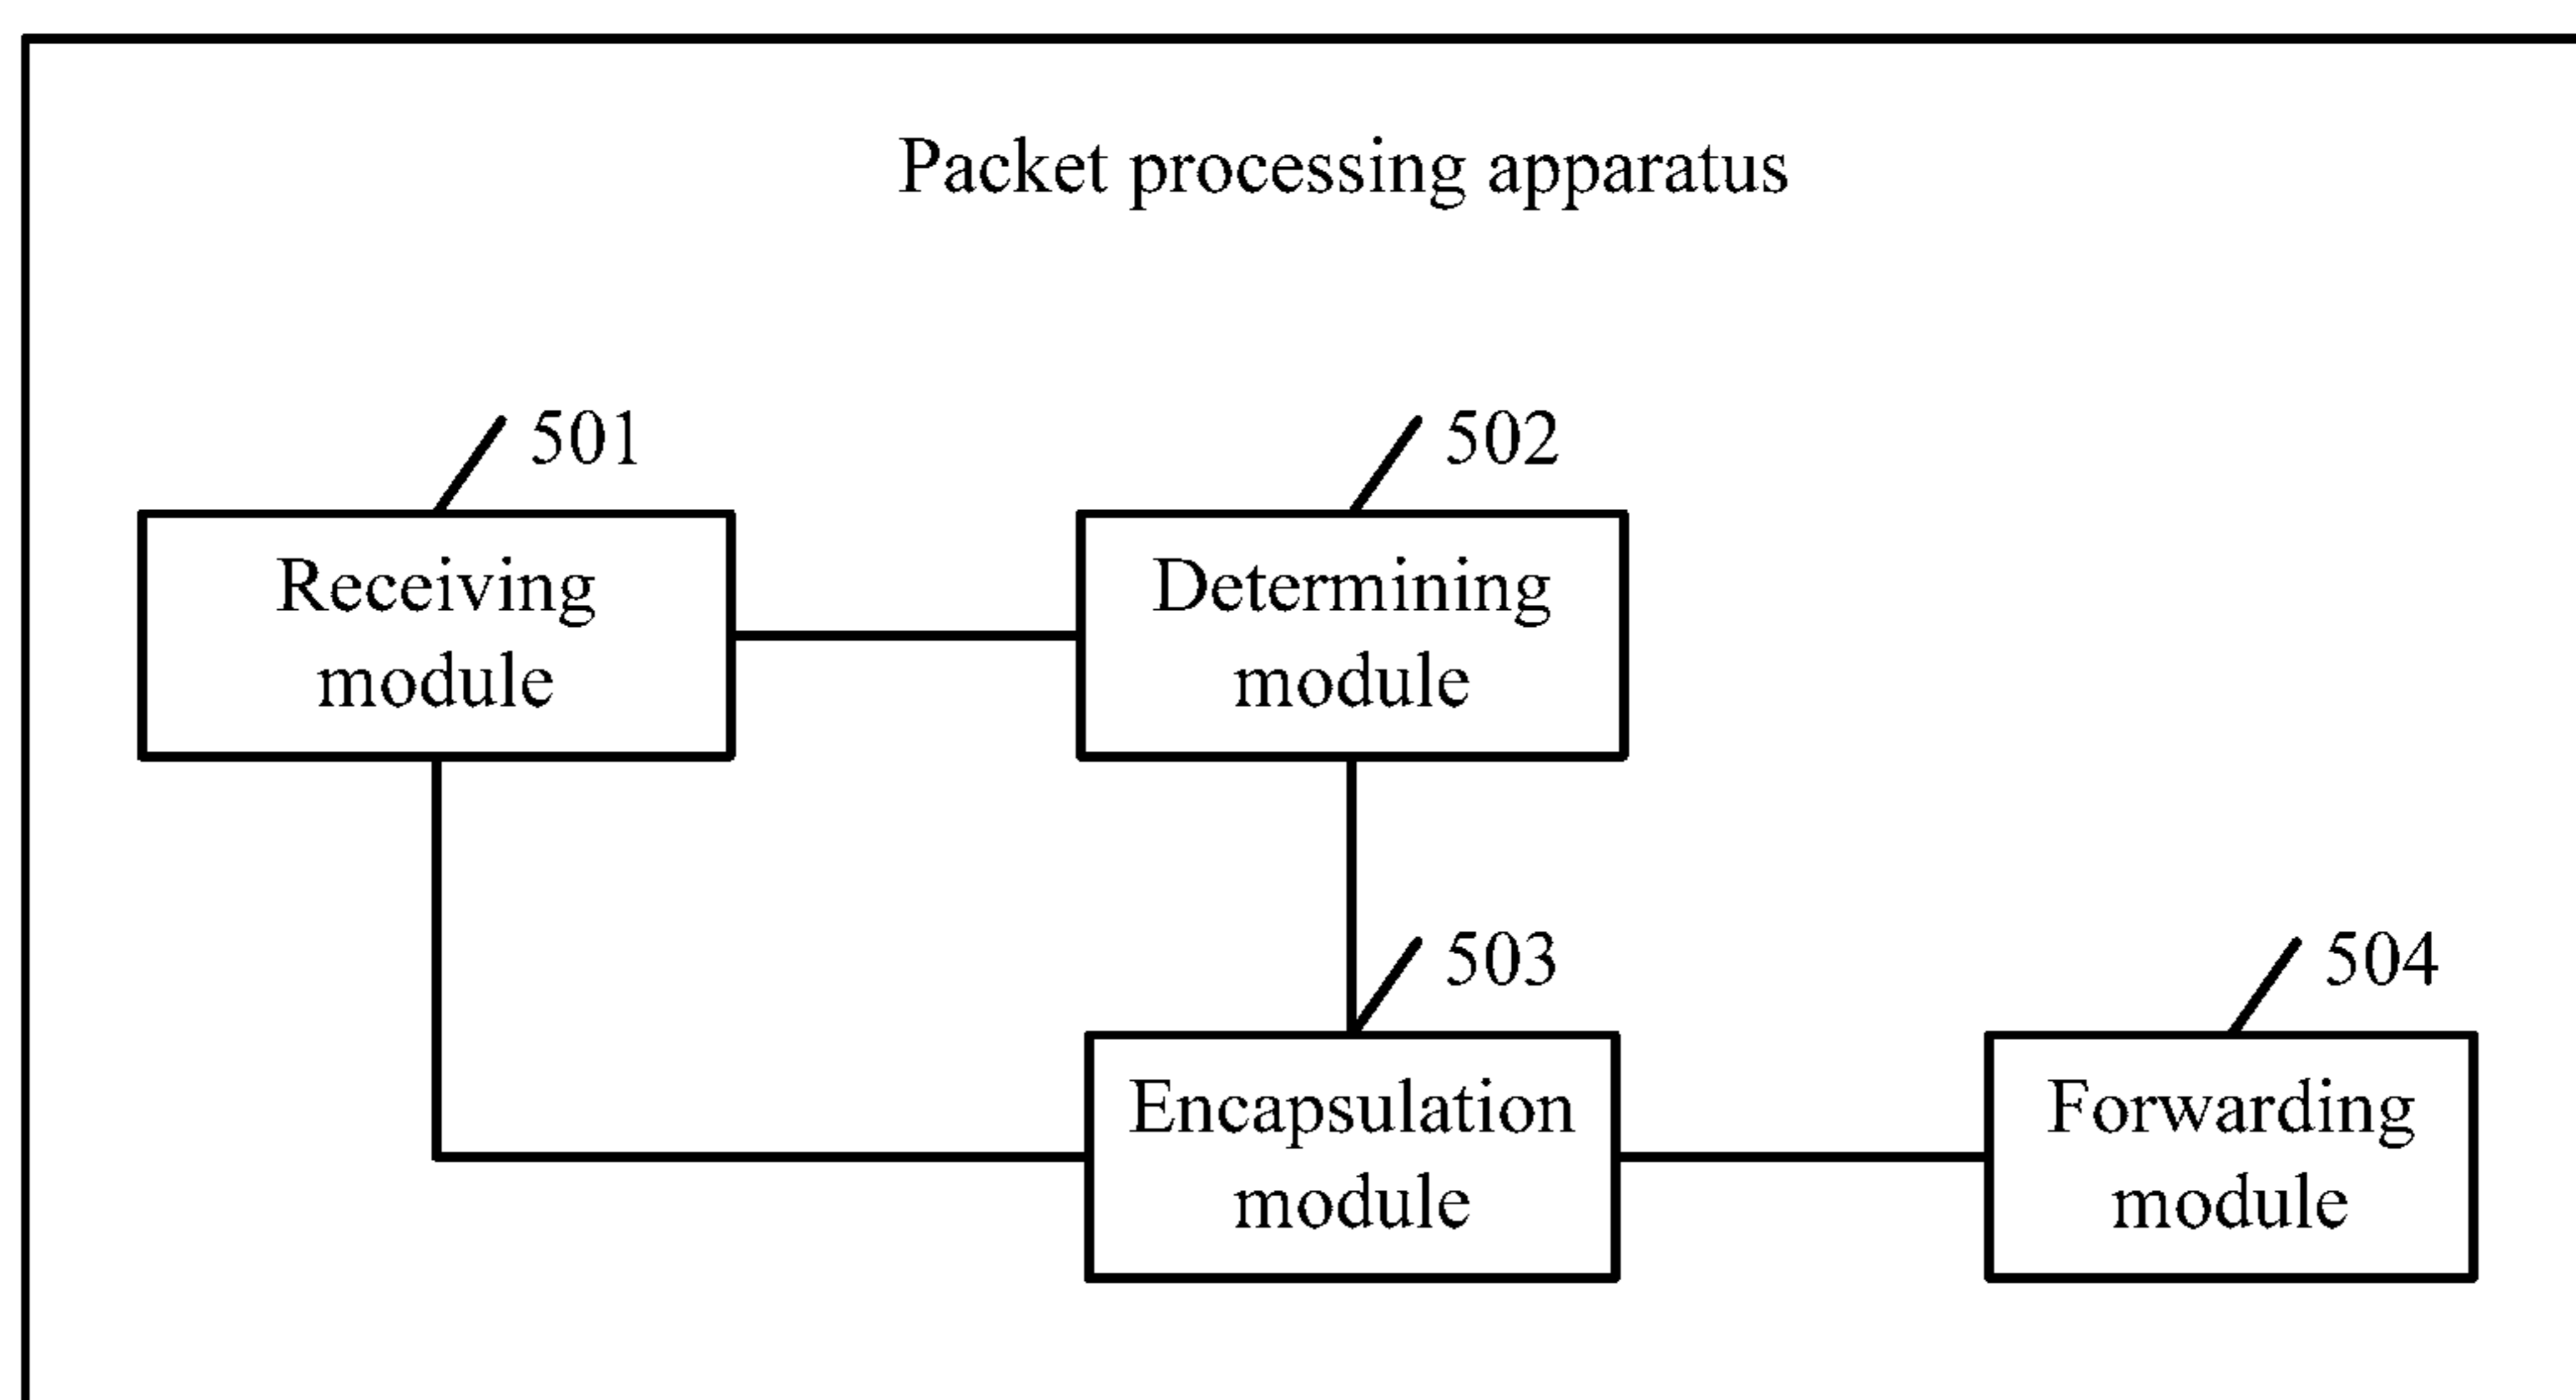 Packet processing apparatus
501
502
Receiving
module
Determining
module
503
504
Encapsulation
module
Forwarding
module